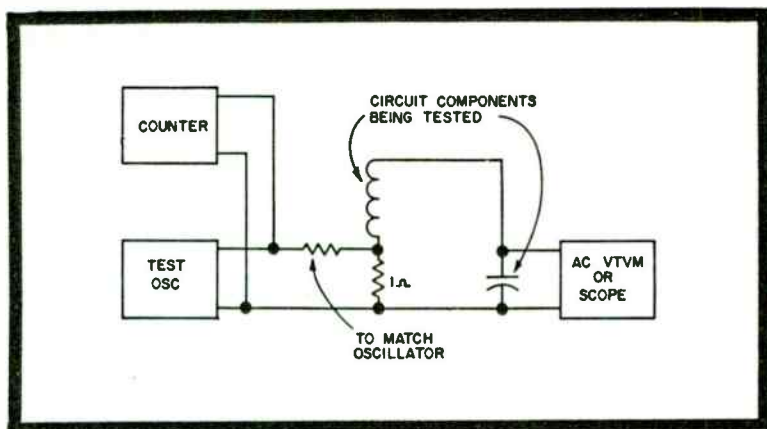 COUNTER
CIRCUIT COMPONENTS
BEING TESTED
TEST
OSC
1Ω
AC VTVM
OR
SCOPE
TO MATCH
OSCILLATOR